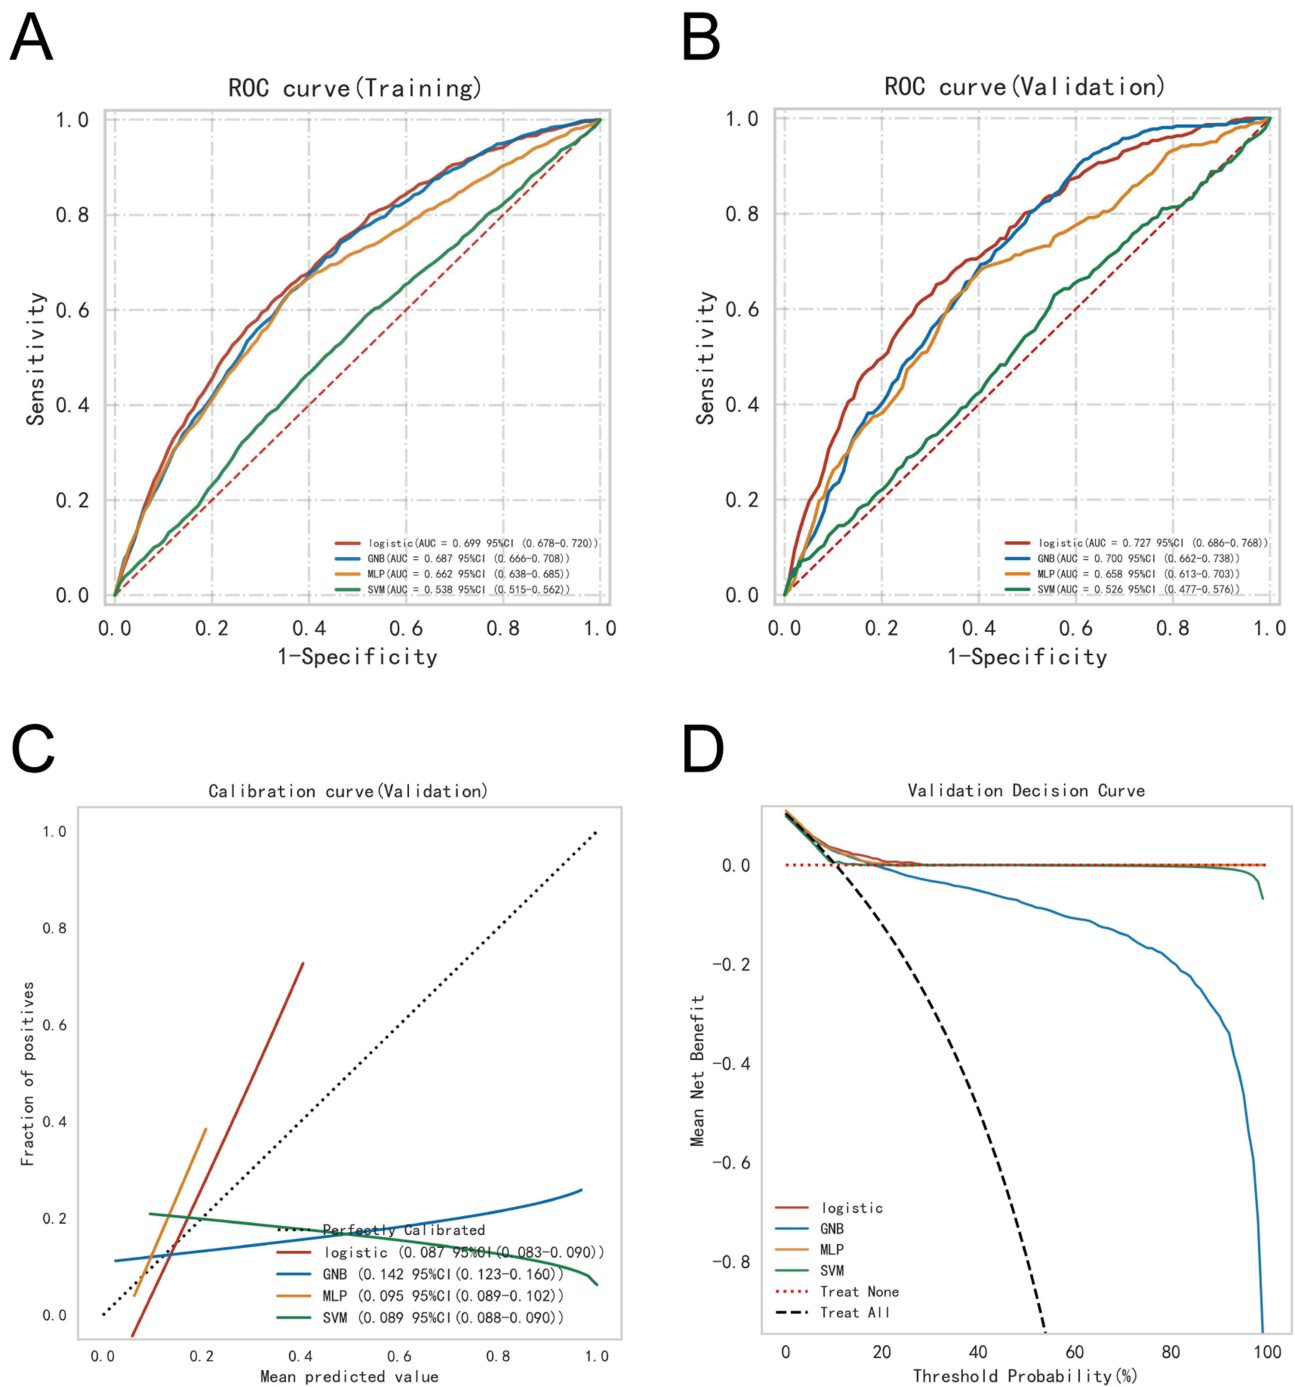 A
ROC curve(Training)
Sensitivity
1.0
0.8
0.6
0.4
0.2
0.0
logistic(AUC = 0.699 95%CI (0.678-0.720))
GNB(AUC = 0.687 95%CI (0.666-0.708))
MLP(AUC = 0.662 95%CI (0.638-0.685))
SVM(AUC = 0.538 95%CI (0.515-0.562))
0.0 0.2 0.4 0.6 0.8 1.0
1-Specificity
B
ROC curve(Validation)
Sensitivity
1.0
0.8
0.6
0.4
0.2
0.0
logistic(AUC = 0.727 95%CI (0.686-0.768))
GNB(AUC = 0.700 95%CI (0.662-0.738))
MLP(AUC = 0.658 95%CI (0.613-0.703))
SVM(AUC = 0.526 95%CI (0.477-0.576))
0.0 0.2 0.4 0.6 0.8 1.0
1-Specificity
C
Calibration curve(Validation)
Fraction of positives
1.0
0.8
0.6
0.4
0.2
0.0
Perfectly Calibrated
logistic (0.087 95%CI(0.083-0.090))
GNB (0.142 95%CI(0.123-0.160))
MLP (0.095 95%CI(0.089-0.102))
SVM (0.089 95%CI(0.088-0.090))
0.0 0.2 0.4 0.6 0.8 1.0
Mean predicted value
D
Validation Decision Curve
Mean Net Benefit
0.0
-0.2
-0.4
-0.6
-0.8
logistic
GNB
MLP
SVM
Treat None
Treat All
0 20 40 60 80 100
Threshold Probability(%)